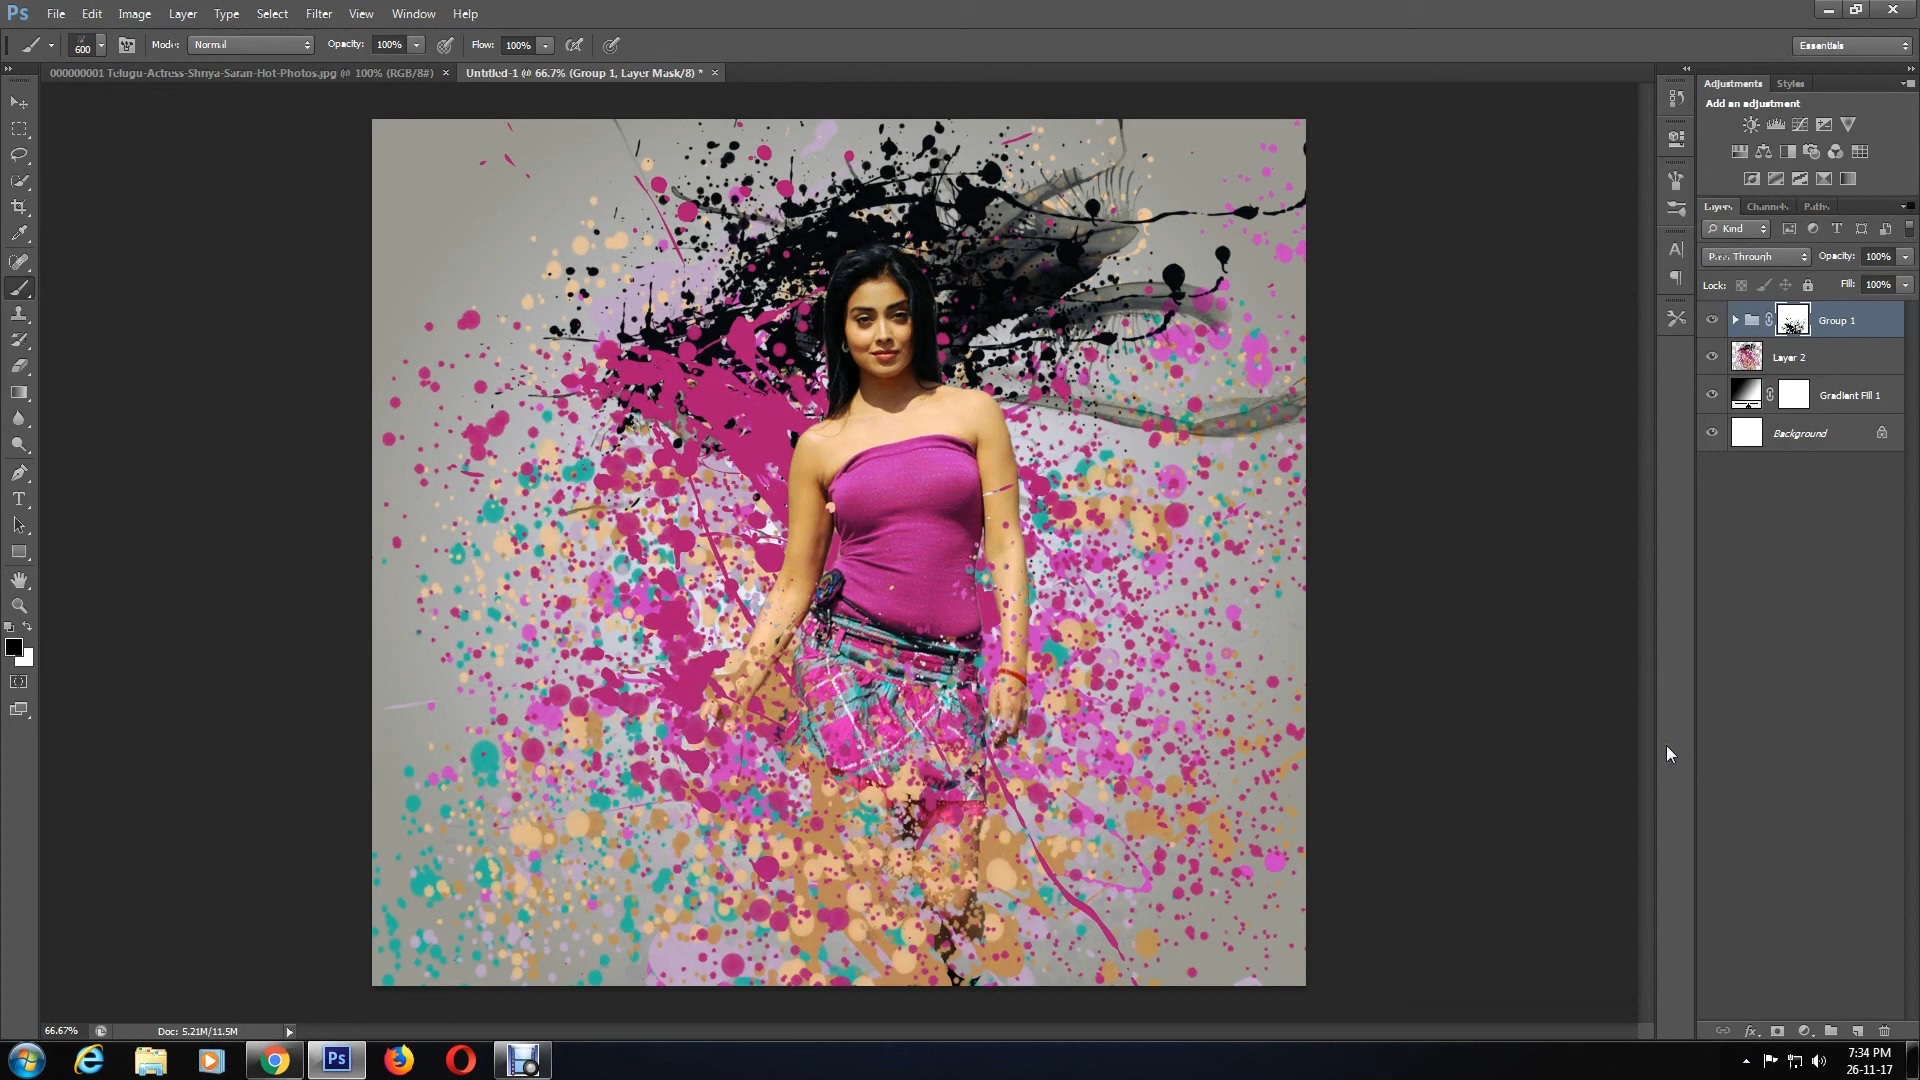 Ps File Edit Image Layer Type Select Filter View Window Help
600 Mode: Normal Opacity: 100% Flow: 100% Essentials
000000001 Telugu-Actress-Shriya-Saran-Hot-Photos.jpg @ 100% (RGB/8#) × Untitled-1 @ 66.7% (Group 1, Layer Mask/8) * ×
Adjustments Styles
Add an adjustment
Layers Channels Paths
Kind
Pass Through Opacity: 100%
Lock: Fill: 100%
Group 1
Layer 2
Gradient Fill 1
Background
66.67% Doc: 5.21M/11.5M
Ps
7:34 PM
26-11-17